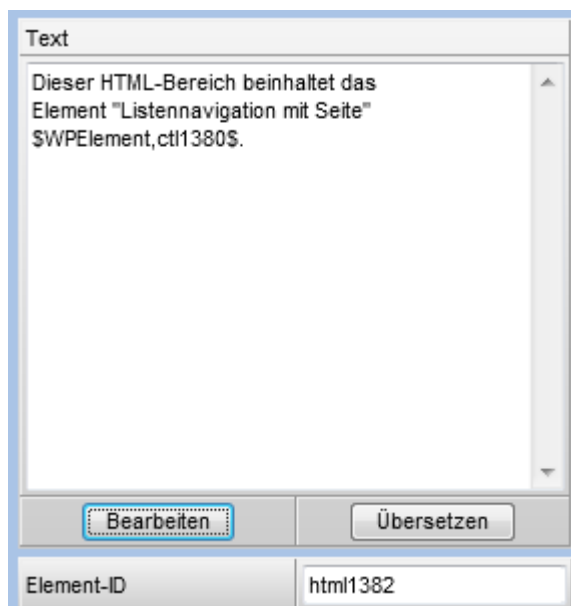 Text
Dieser HTML-Bereich beinhaltet das
Element "Listennavigation mit Seite"
$WPElement,ctl1380$.
Bearbeiten Übersetzen
Element-ID html1382